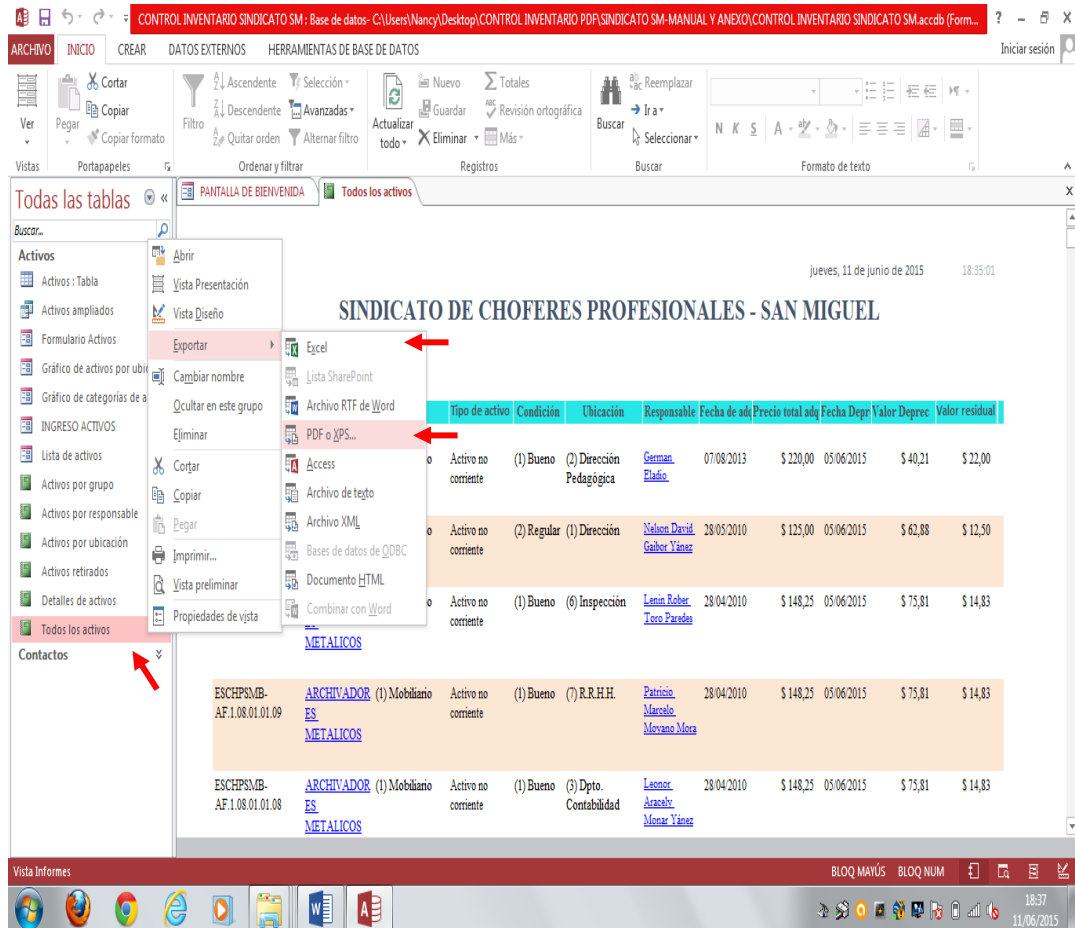 CONTROL INVENTARIO SINDICATO SM : Base de datos- C:\Users\Nancy\Desktop\CONTROL INVENTARIO PDF\SINDICATO SM-MANUAL Y ANEXO\CONTROL INVENTARIO SINDICATO SM.accdb (Form...
ARCHIVO INICIO CREAR DATOS EXTERNOS HERRAMIENTAS DE BASE DE DATOS Iniciar sesión
Ver
Vistas
Pegar
Cortar
Copiar
Copiar formato
Portapapeles
Filtro
Ascendente
Descendente
Quitar orden
Selección
Avanzadas
Alternar filtro
Ordenar y filtrar
Actualizar todo
Nuevo
Guardar
Eliminar
Totales
Revisión ortográfica
Más
Registros
Buscar
Reemplazar
Ir a
Seleccionar
Buscar
N K S A
Formato de texto
Todas las tablas
Buscar...
Activos
Activos : Tabla
Activos ampliados
Formulario Activos
Gráfico de activos por ubic
Gráfico de categorías de a
INGRESO ACTIVOS
Lista de activos
Activos por grupo
Activos por responsable
Activos por ubicación
Activos retirados
Detalles de activos
Todos los activos
Contactos
Abrir
Vista Presentación
Vista Diseño
Exportar
Cambiar nombre
Ocultar en este grupo
Eliminar
Cortar
Copiar
Pegar
Imprimir...
Vista preliminar
Propiedades de vista
Excel
Lista SharePoint
Archivo RTF de Word
PDF o XPS...
Access
Archivo de texto
Archivo XML
Bases de datos de ODBC
Documento HTML
Combinar con Word
PANTALLA DE BIENVENIDA Todos los activos
jueves, 11 de junio de 2015 18:35:01
SINDICATO DE CHOFERES PROFESIONALES - SAN MIGUEL
Tipo de activo Condición Ubicación Responsable Fecha de adq Precio total adq Fecha Depr Valor Deprec Valor residual
o Activo no (1) Bueno (2) Dirección German 07/08/2013 $ 220,00 05/06/2015 $ 40,21 $ 22,00
corriente Pedagógica Eladio
o Activo no (2) Regular (1) Dirección Nelson David 28/05/2010 $ 125,00 05/06/2015 $ 62,88 $ 12,50
corriente Gaibor Yánez
o Activo no (1) Bueno (6) Inspección Lenin Rober 28/04/2010 $ 148,25 05/06/2015 $ 75,81 $ 14,83
ES corriente Toro Paredes
METALICOS
ESCHPSMB- ARCHIVADOR (1) Mobiliario Activo no (1) Bueno (7) R.R.H.H. Patricio 28/04/2010 $ 148,25 05/06/2015 $ 75,81 $ 14,83
AF.1.08.01.01.09 ES corriente Marcelo
METALICOS Moyano Mora
ESCHPSMB- ARCHIVADOR (1) Mobiliario Activo no (1) Bueno (3) Dpto. Leonor 28/04/2010 $ 148,25 05/06/2015 $ 75,81 $ 14,83
AF.1.08.01.01.08 ES corriente Contabilidad Aracely
METALICOS Monar Yánez
Vista Informes BLOQ MAYÚS BLOQ NUM
18:37
11/06/2015